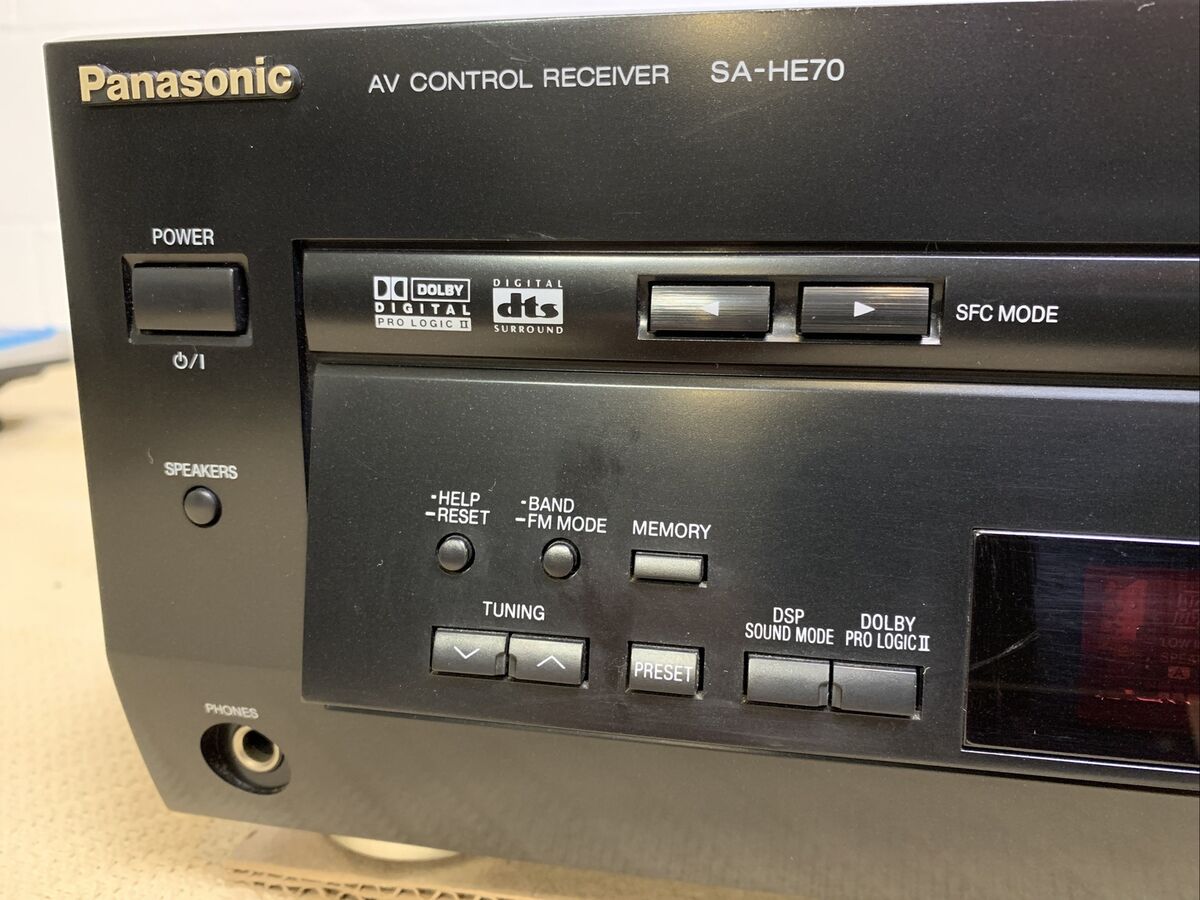 Panasonic
AV CONTROL RECEIVER SA-HE70
POWER
⏻/I
DOLBY
DIGITAL
PRO LOGIC II
DIGITAL
dts
SURROUND
SFC MODE
SPEAKERS
-HELP
-RESET
-BAND
-FM MODE
MEMORY
TUNING
PRESET
DSP
SOUND MODE
DOLBY
PRO LOGIC II
PHONES